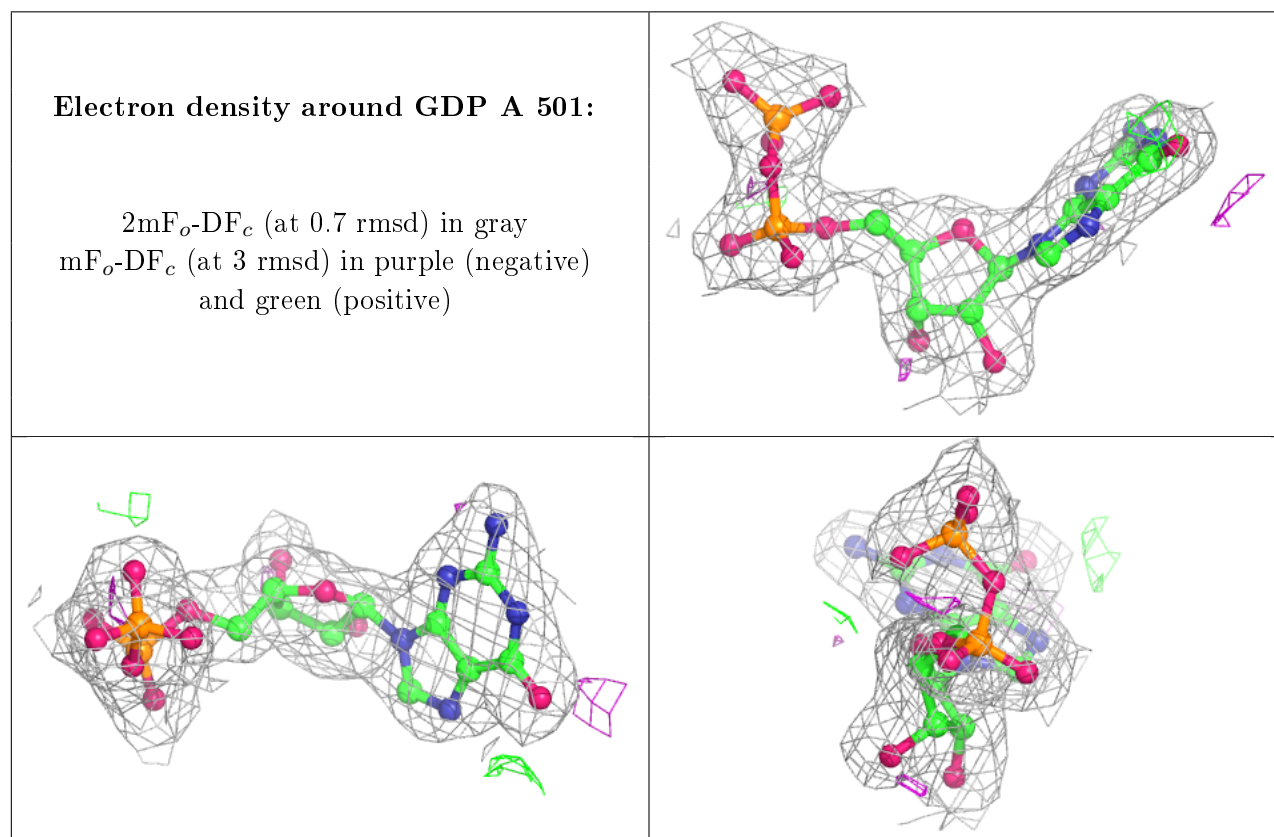 Electron density around GDP A 501:
2mFo-DFc (at 0.7 rmsd) in gray
mFo-DFc (at 3 rmsd) in purple (negative)
and green (positive)